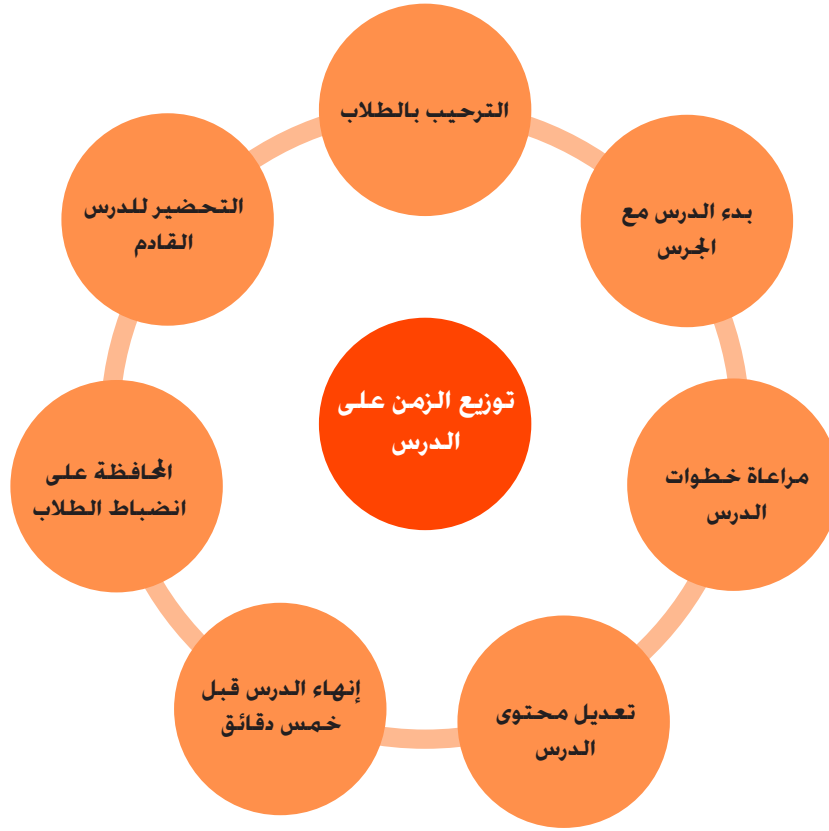 الترحيب بالطلاب
بدء الدرس مع
الجرس
مراعاة خطوات
الدرس
تعديل محتوى
الدرس
إنهاء الدرس قبل
خمس دقائق
المحافظة على
انضباط الطلاب
التحضير للدرس
القادم
توزيع الزمن على
الدرس